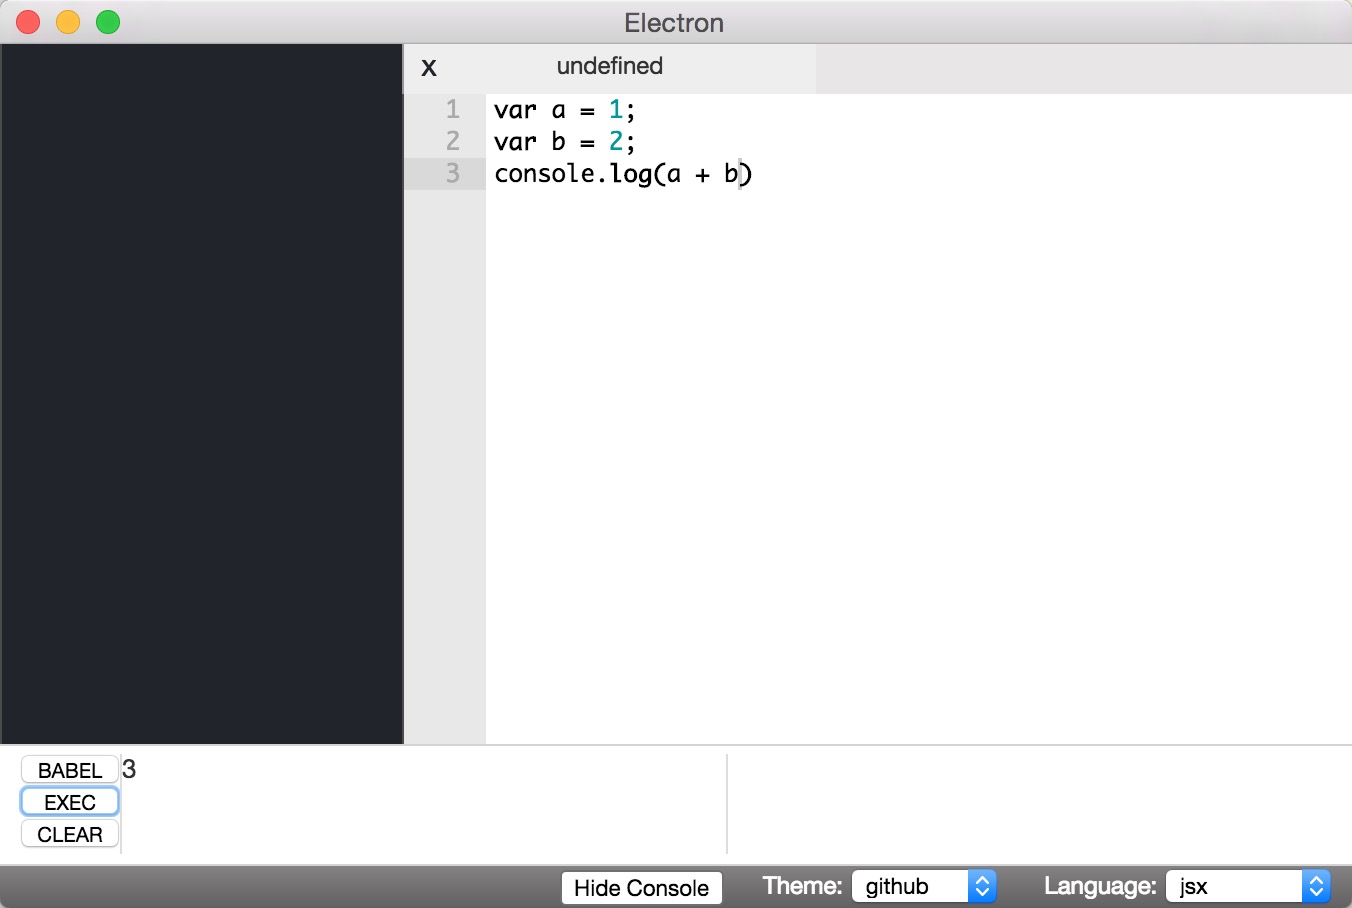 Electron
X undefined
1 var a = 1;
2 var b = 2;
3 console.log(a + b)
BABEL 3
EXEC
CLEAR
Hide Console Theme: github Language: jsx